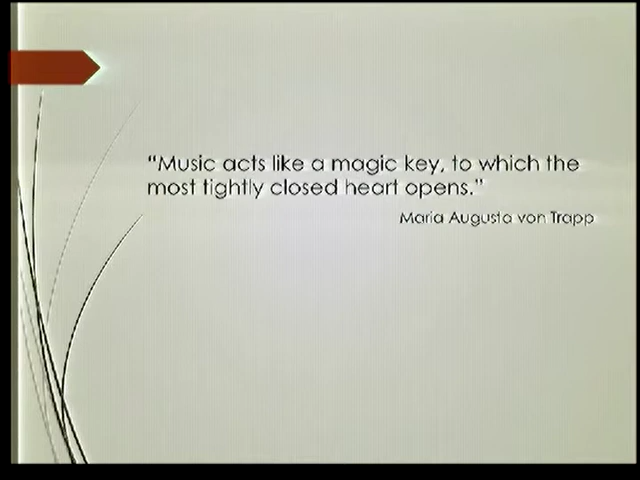 “Music acts like a magic key, to which the
most tightly closed heart opens.”
Maria Augusta von Trapp